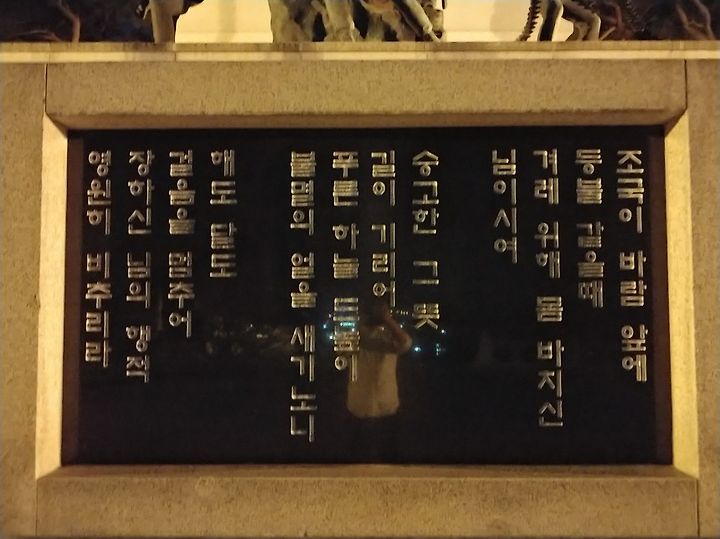 조국이 바람 앞에
등불 같을때
겨레 위해 몸 바치신
님이시여
숭고한 그 뜻
길이 기리어
푸른 하늘 드높이
불멸의 얼을 새기노니
해도 달도
걸음을 멈추어
장하신 님의 행적
영원히 비추리라